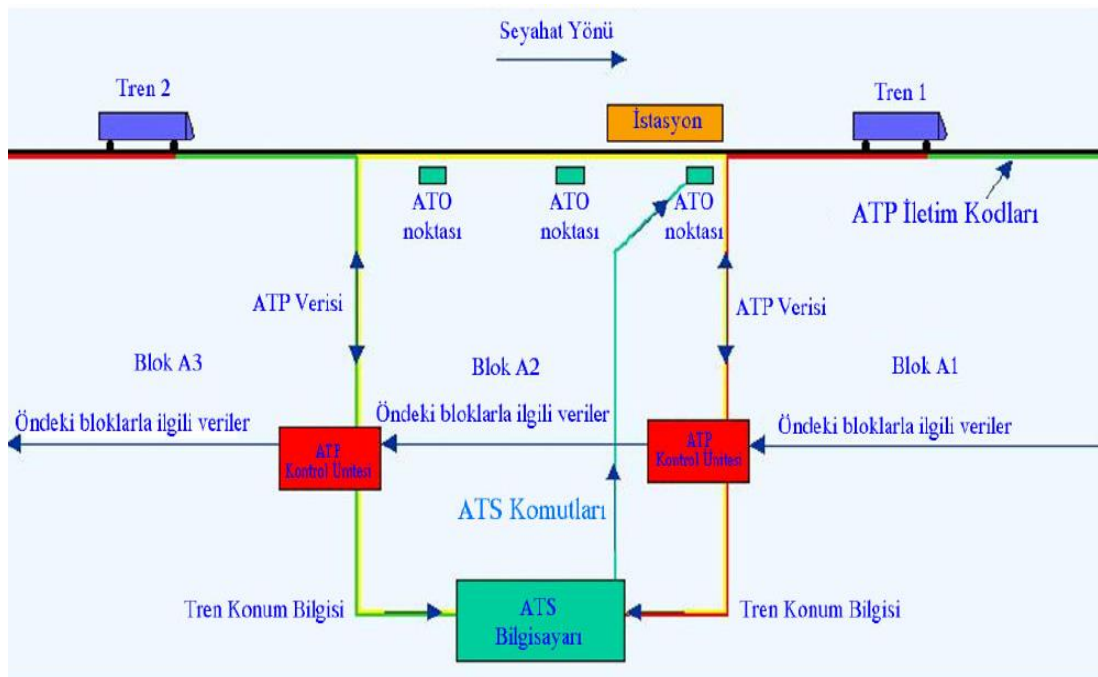 Seyahat Yönü
Tren 2
Tren 1
İstasyon
ATO
noktası
ATO
noktası
ATO
noktası
ATP İletim Kodları
ATP Verisi
ATP Verisi
Blok A3
Blok A2
Blok A1
Öndeki bloklarla ilgili veriler
Öndeki bloklarla ilgili veriler
Öndeki bloklarla ilgili veriler
ATP
Kontrol Ünitesi
ATP
Kontrol Ünitesi
ATS Komutları
Tren Konum Bilgisi
ATS
Bilgisayarı
Tren Konum Bilgisi